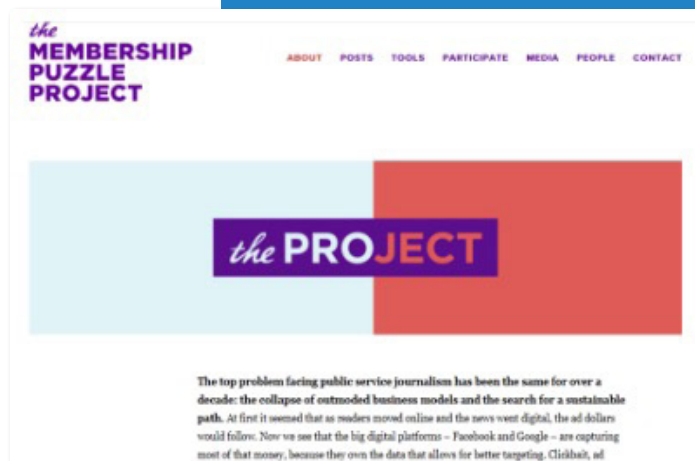 the
MEMBERSHIP
PUZZLE
PROJECT
ABOUT POSTS TOOLS PARTICIPATE MEDIA PEOPLE CONTACT
the PROJECT
The top problem facing public service journalism has been the same for over a
decade: the collapse of outmoded business models and the search for a sustainable
path. At first it seemed that as readers moved online and the news went digital, the ad dollars
would follow. Now we see that the big digital platforms – Facebook and Google – are capturing
most of that money, because they own the data that allows for better targeting. Clickbait, ad